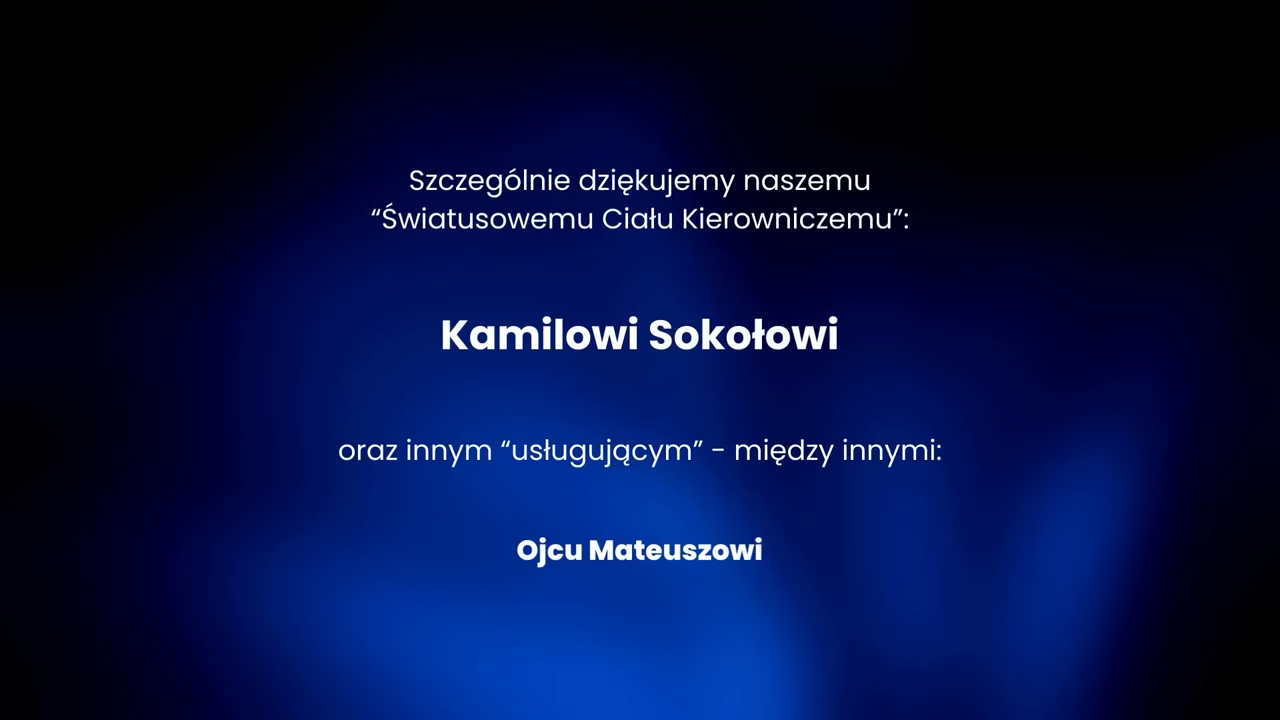 Szczególnie dziękujemy naszemu
“Światusowemu Ciału Kierowniczemu”:
Kamilowi Sokołowi
oraz innym “usługującym” - między innymi:
Ojcu Mateuszowi